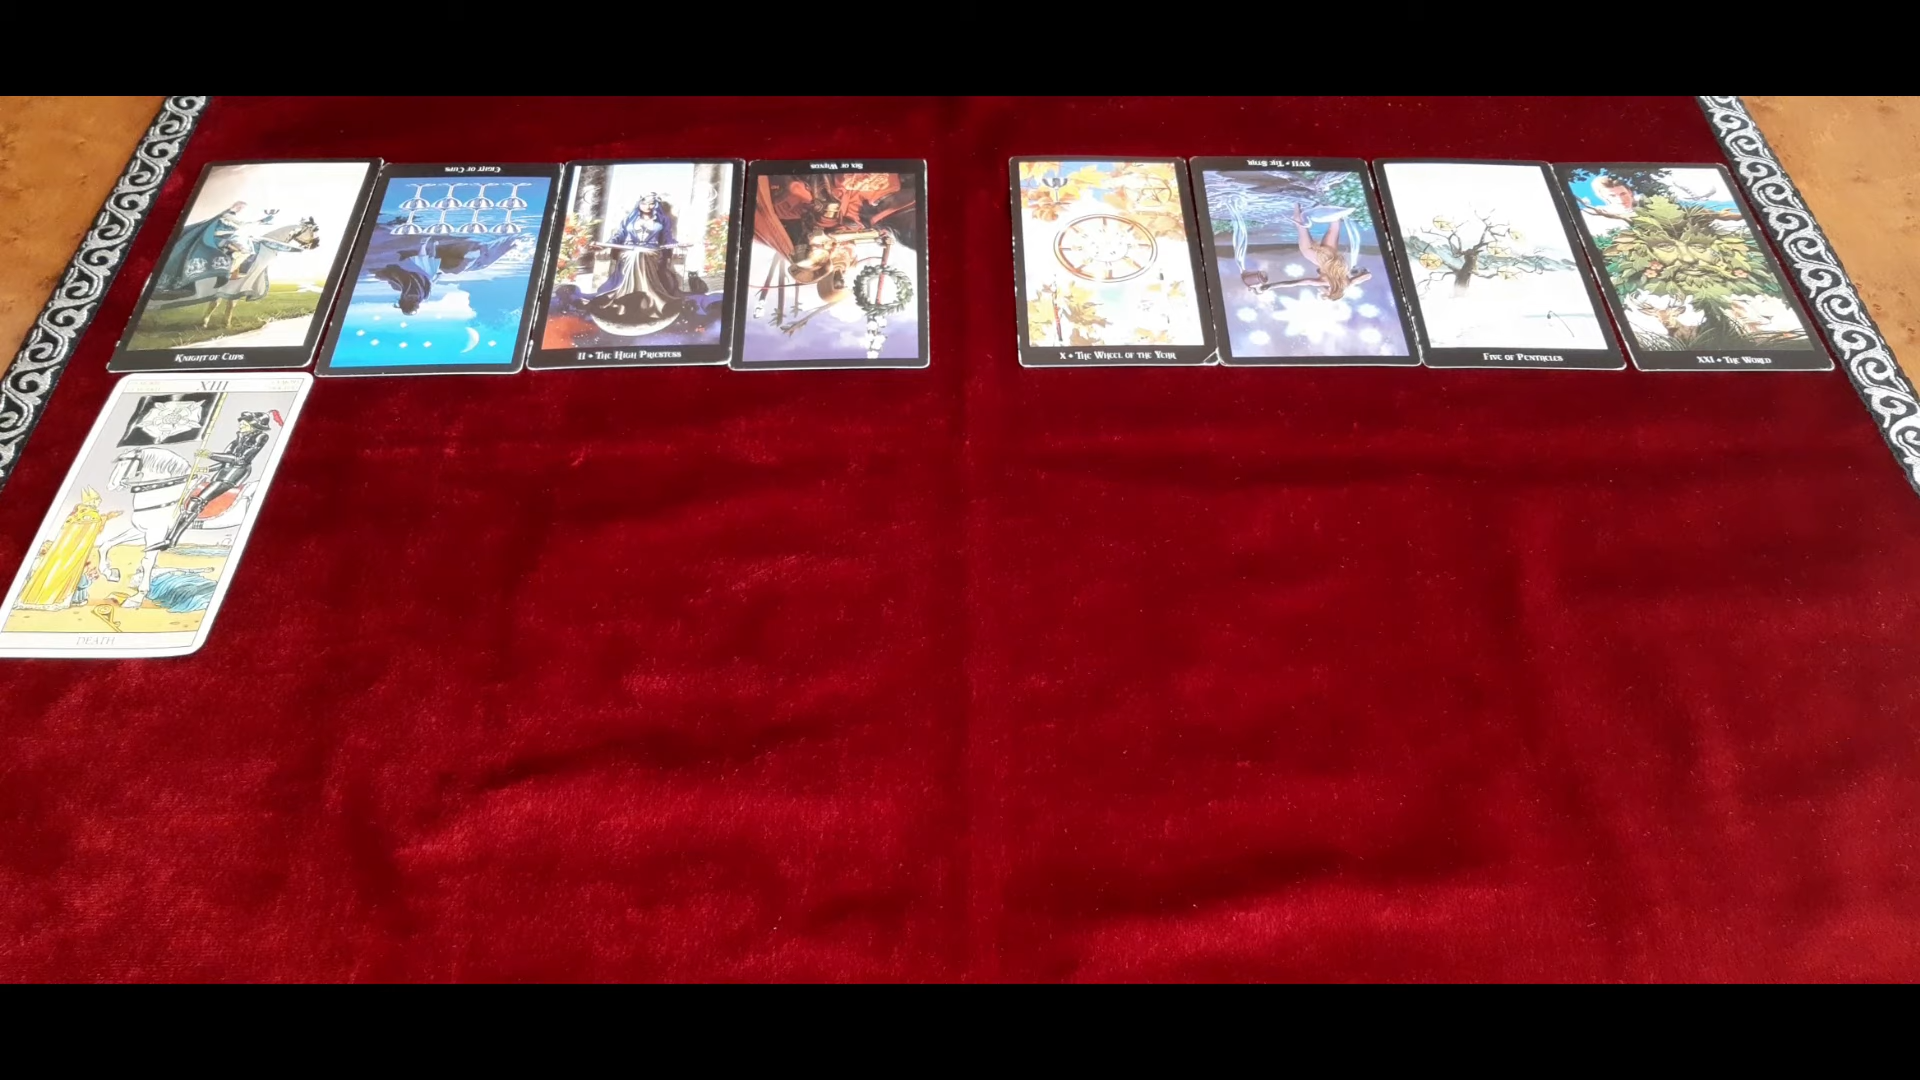 KNIGHT OF CUPS
EIGHT OF CUPS
II • THE HIGH PRIESTESS
SIX OF WANDS
X • THE WHEEL OF THE YEAR
XVII • THE STAR
FIVE OF PENTACLES
XXI • THE WORLD
XIII
DEATH